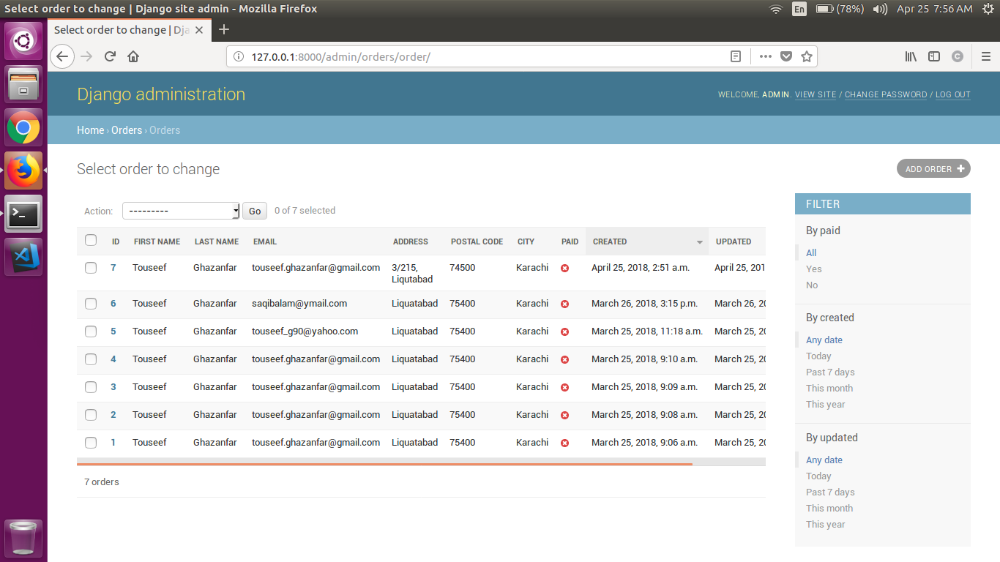 Select order to change | Django site admin - Mozilla Firefox
En (78%) Apr 25 7:56 AM
Select order to change | Dja
127.0.0.1:8000/admin/orders/order/
Django administration
WELCOME, ADMIN. VIEW SITE / CHANGE PASSWORD / LOG OUT
Home › Orders › Orders
Select order to change
ADD ORDER +
Action: --------- Go 0 of 7 selected
ID FIRST NAME LAST NAME EMAIL ADDRESS POSTAL CODE CITY PAID CREATED UPDATED
7 Touseef Ghazanfar touseef.ghazanfar@gmail.com 3/215, Liqutabad 74500 Karachi April 25, 2018, 2:51 a.m. April 25, 201
6 Touseef Ghazanfar saqibalam@ymail.com Liquatabad 75400 Karachi March 26, 2018, 3:15 p.m. March 26, 20
5 Touseef Ghazanfar touseef_g90@yahoo.com Liquatabad 75400 Karachi March 25, 2018, 11:18 a.m. March 25, 20
4 Touseef Ghazanfar touseef.ghazanfar@gmail.com Liquatabad 75400 Karachi March 25, 2018, 9:10 a.m. March 25, 20
3 Touseef Ghazanfar touseef.ghazanfar@gmail.com Liquatabad 75400 Karachi March 25, 2018, 9:09 a.m. March 25, 20
2 Touseef Ghazanfar touseef.ghazanfar@gmail.com Liquatabad 75400 Karachi March 25, 2018, 9:08 a.m. March 25, 20
1 Touseef Ghazanfar touseef.ghazanfar@gmail.com Liquatabad 75400 Karachi March 25, 2018, 9:06 a.m. March 25, 20
7 orders
FILTER
By paid
All
Yes
No
By created
Any date
Today
Past 7 days
This month
This year
By updated
Any date
Today
Past 7 days
This month
This year